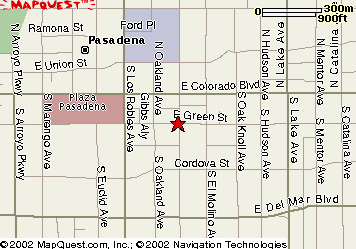 MAPQUEST
300m
900ft
Ramona St
Ford Pl
Pasadena
E Union St
E Colorado Blvd
Plaza
Pasadena
E Green St
Cordova St
E Del Mar Blvd
N Arroyo Pkwy
S Arroyo Pkwy
S Marengo Ave
S Euclid Ave
S Los Robles Ave
Gibbs Aly
N Oakland Ave
S Oakland Ave
S El Molino Ave
S Oak Knoll Ave
N Hudson Ave
S Hudson Ave
N Lake Ave
S Lake Ave
N Mentor Ave
S Mentor Ave
N Catalina
S Catalina Ave
© 2002 MapQuest.com, Inc.; © 2002 Navigation Technologies